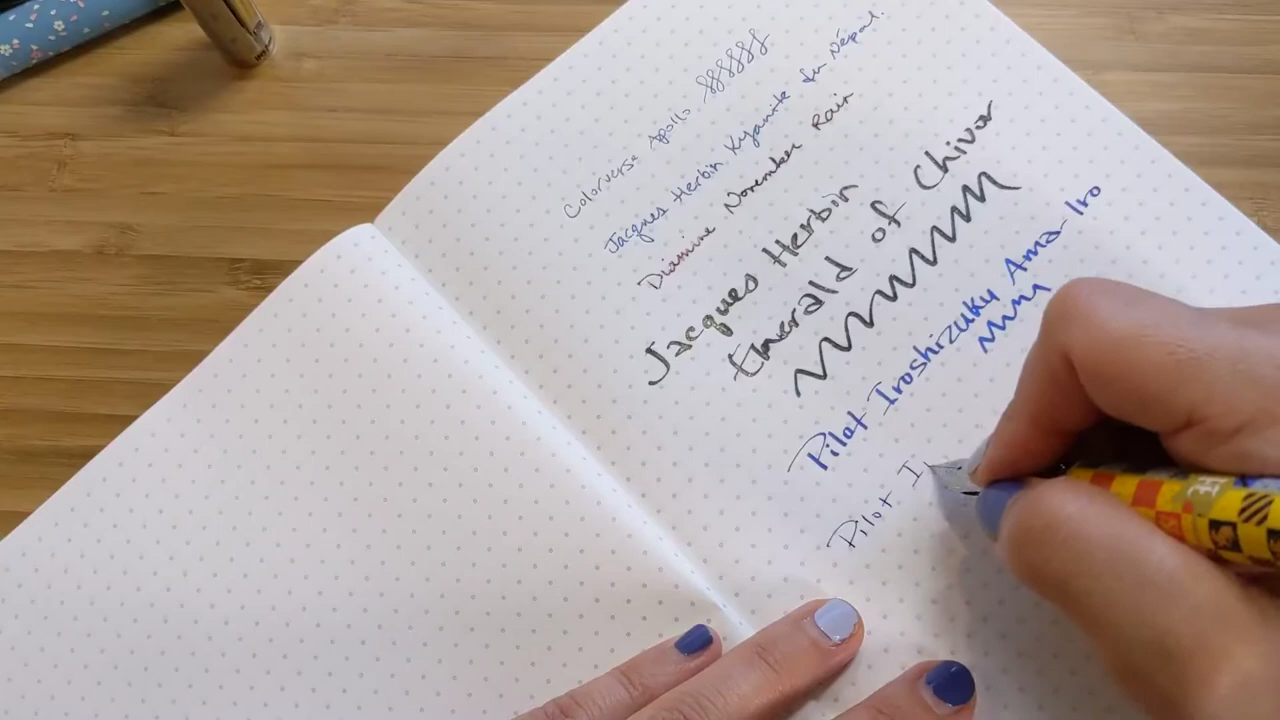 Colorverse Apollo
Jacques Herbin Kyanite du Népal.
Diamine November Rain
Jacques Herbin
Emerald of Chivor
Pilot Iroshizuku Ama-Iro
Pilot I